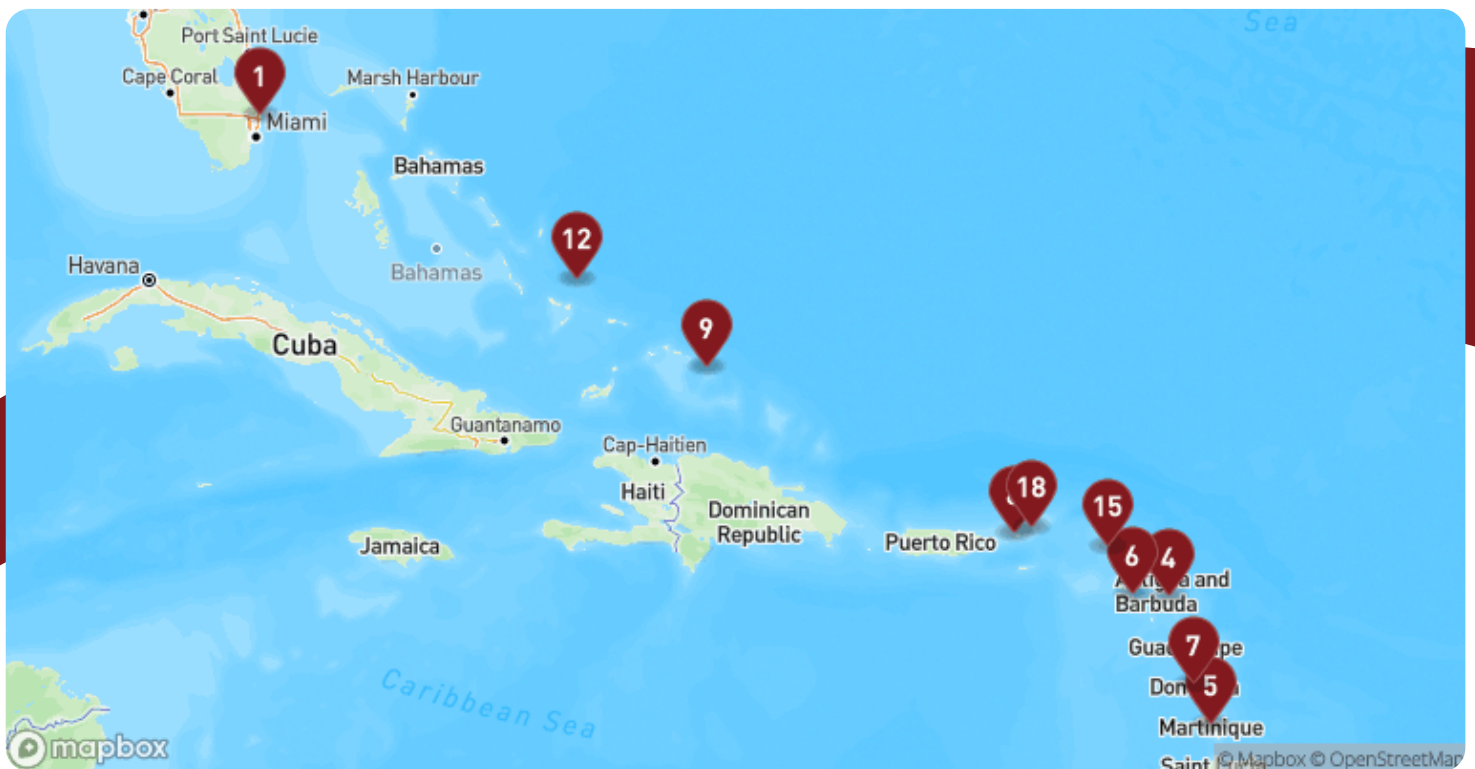 Sea
Port Saint Lucie
Cape Coral
1
Marsh Harbour
Miami
Bahamas
12
Havana
Bahamas
9
Cuba
Guantanamo
Cap-Haitien
18
Haiti
15
Dominican
Republic
Jamaica
Puerto Rico
6
4
and
Barbuda
7
5
Caribbean Sea
Martinique
Saint
mapbox
© Mapbox © OpenStreetMap